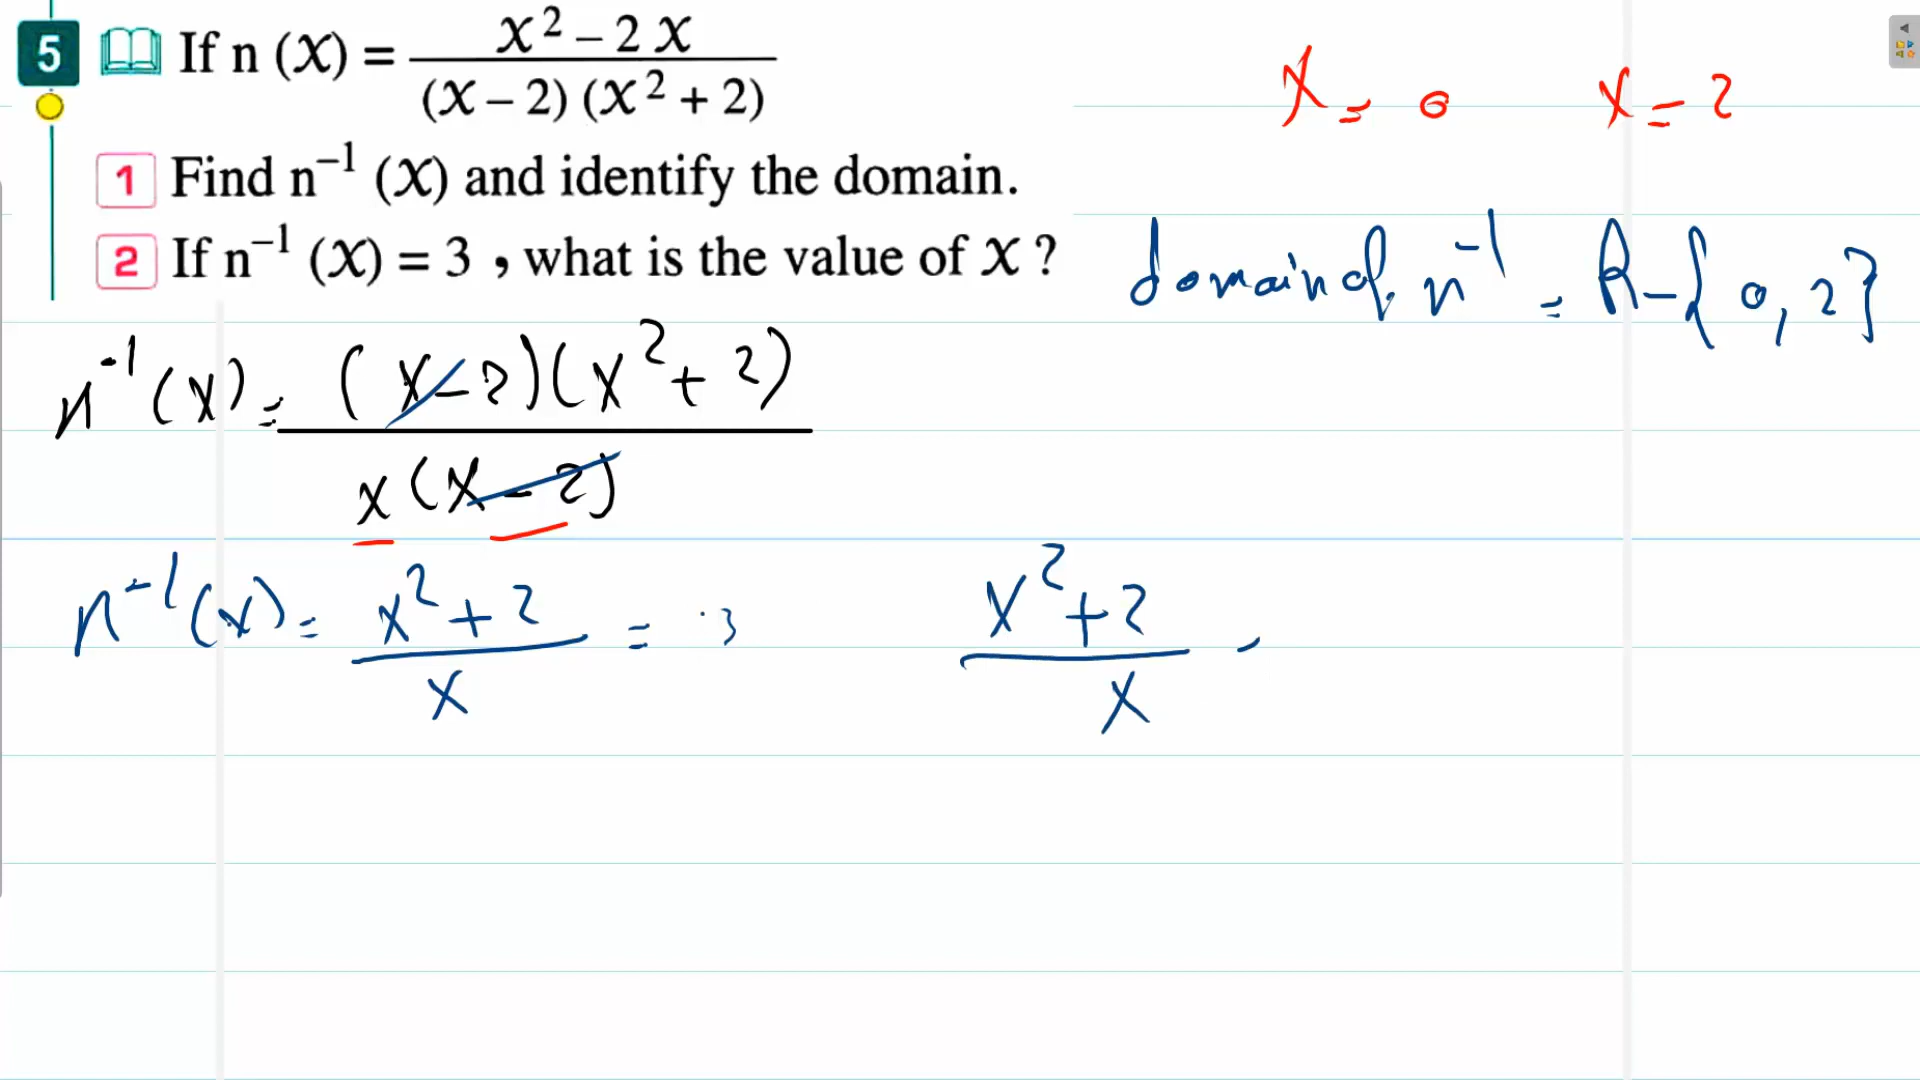 5 If n (X) = (X² – 2 X) / ((X – 2) (X² + 2))
1 Find n⁻¹ (X) and identify the domain.
2 If n⁻¹ (X) = 3 , what is the value of X ?
X = 0 X = 2
domain of n⁻¹ = R – {0, 2}
n⁻¹(X) = ((X – 2)(X² + 2)) / (X(X – 2))
n⁻¹(X) = (X² + 2) / X = 3
(X² + 2) / X -